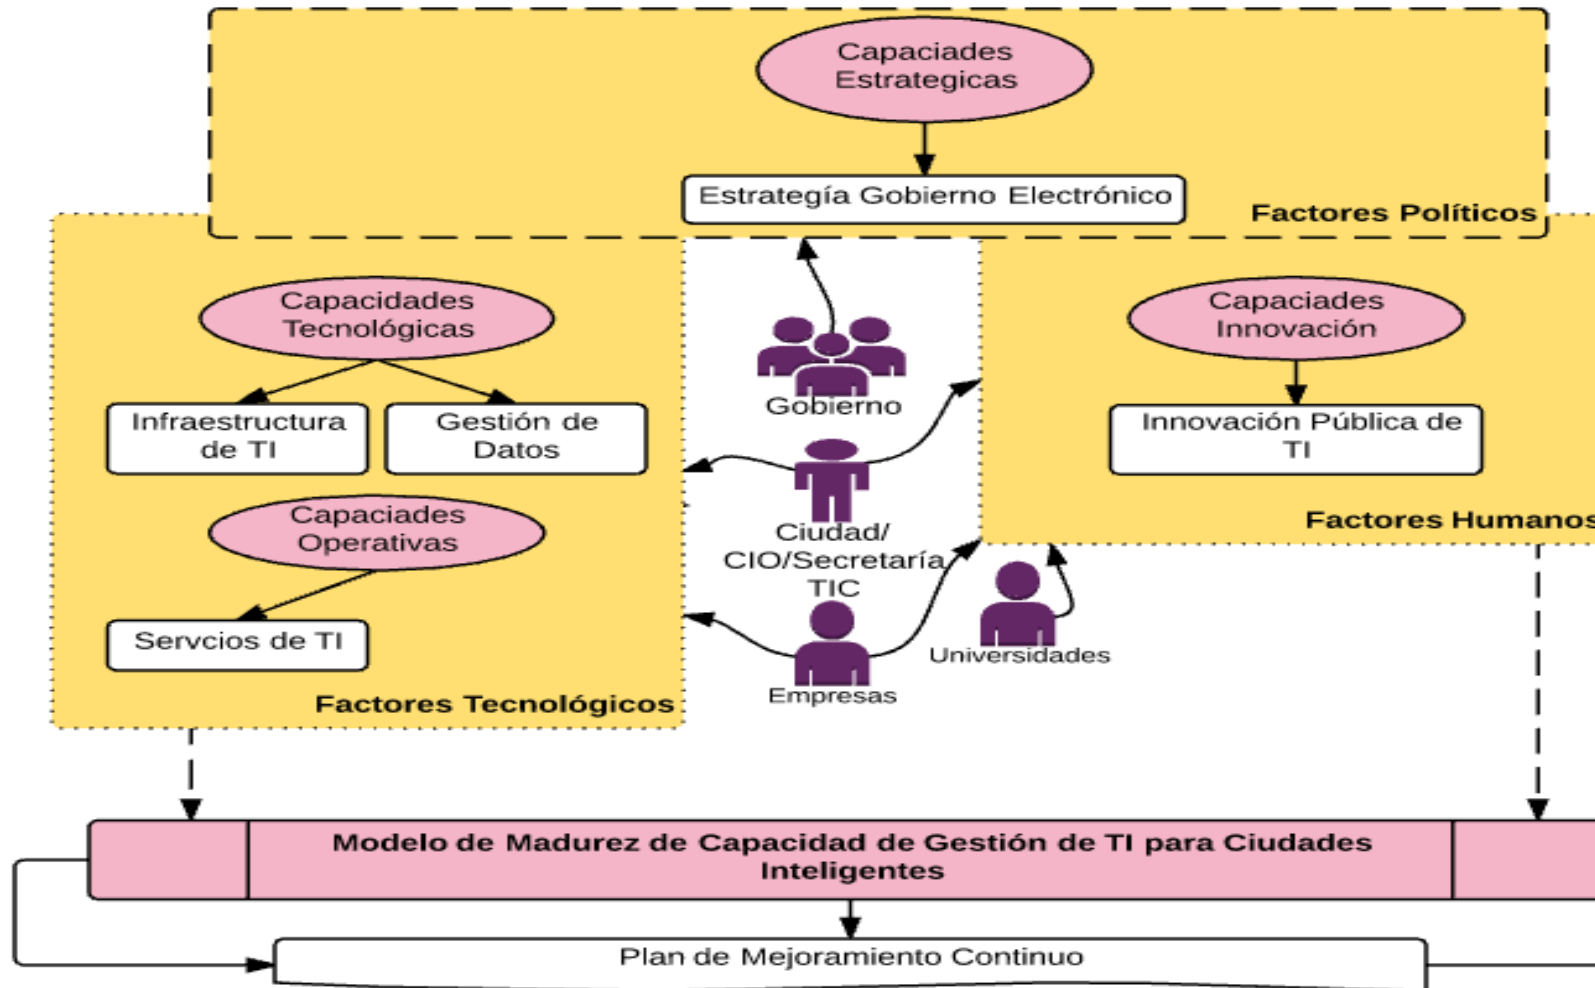 Capaciades
Estrategicas
Estrategía Gobierno Electrónico
Factores Políticos
Capacidades
Tecnológicas
Infraestructura
de TI
Gestión de
Datos
Capaciades
Operativas
Servcios de TI
Factores Tecnológicos
Gobierno
Ciudad/
CIO/Secretaría
TIC
Empresas
Universidades
Capaciades
Innovación
Innovación Pública de
TI
Factores Humanos
Modelo de Madurez de Capacidad de Gestión de TI para Ciudades
Inteligentes
Plan de Mejoramiento Continuo